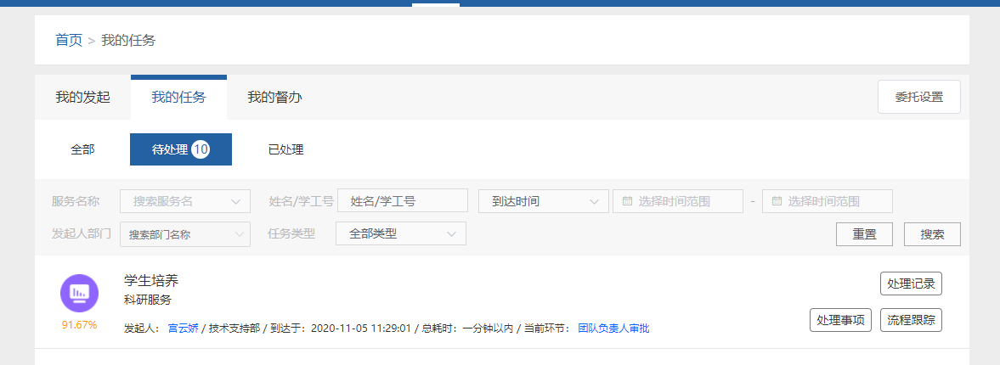 首页 > 我的任务
我的发起 我的任务 我的督办 委托设置
全部 待处理 10 已处理
服务名称 搜索服务名 姓名/学工号 姓名/学工号 到达时间 选择时间范围 - 选择时间范围
发起人部门 搜索部门名称 任务类型 全部类型 重置 搜索
学生培养
处理记录
科研服务
91.67%
发起人： 宫云娇 / 技术支持部 / 到达于：2020-11-05 11:29:01 / 总耗时：一分钟以内 / 当前环节： 团队负责人审批
处理事项 流程跟踪